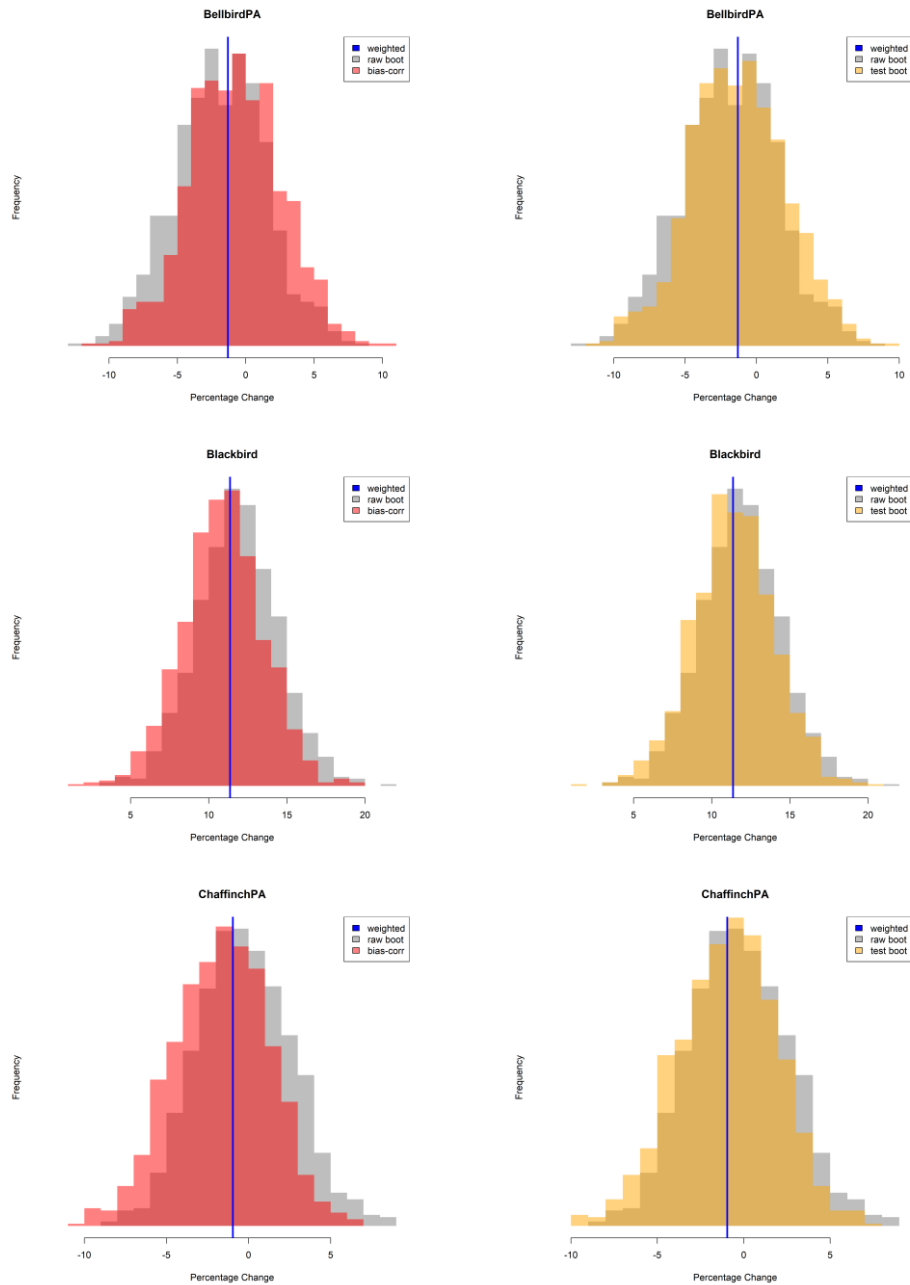 BellbirdPA
weighted
raw boot
bias-corr
Frequency
-10 -5 0 5 10
Percentage Change
BellbirdPA
weighted
raw boot
test boot
Frequency
-10 -5 0 5 10
Percentage Change
Blackbird
weighted
raw boot
bias-corr
Frequency
5 10 15 20
Percentage Change
Blackbird
weighted
raw boot
test boot
Frequency
5 10 15 20
Percentage Change
ChaffinchPA
weighted
raw boot
bias-corr
Frequency
-10 -5 0 5
Percentage Change
ChaffinchPA
weighted
raw boot
test boot
Frequency
-10 -5 0 5
Percentage Change